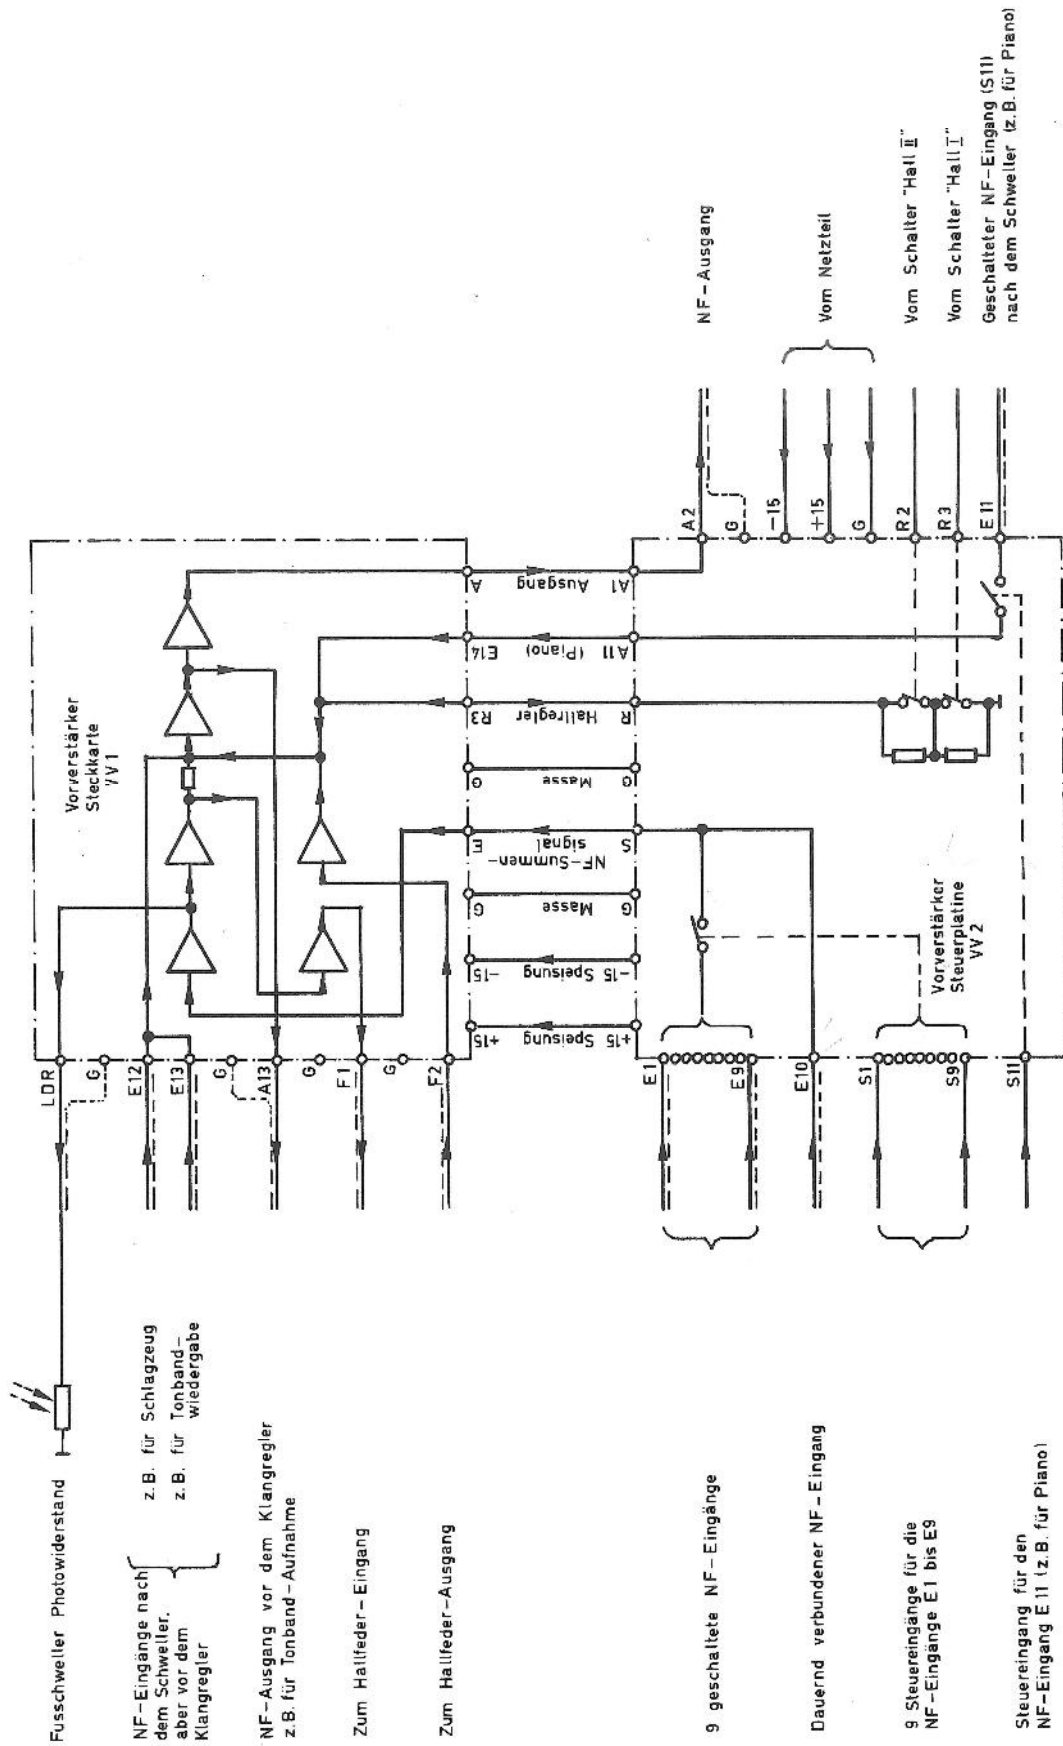 Fusschweller Photowiderstand
NF-Eingänge nach
dem Schweller,
aber vor dem
Klangregler
z.B. für Schlagzeug
z.B. für Tonband-
wiedergabe
NF-Ausgang vor dem Klangregler
z.B. für Tonband-Aufnahme
Zum Hallfeder-Eingang
Zum Hallfeder-Ausgang
9 geschaltete NF-Eingänge
Dauernd verbundener NF-Eingang
9 Steuereingänge für die
NF-Eingänge E1 bis E9
Steuereingang für den
NF-Eingang E11 (z.B. für Piano)
LDR
G
E12
E13
G
A13
G
F1
G
F2
E1
E9
E10
S1
S9
S11
Vorverstärker
Steckkarte
VV1
+15
-15
G
E
G
R3
E14
A
Speisung
Speisung
Masse
NF-Summen-
signal
Masse
Hallregler
(Piano)
Ausgang
+15
-15
G
S
G
R
A11
A1
Vorverstärker
Steuerplatine
VV2
A2
G
-15
+15
G
R2
R3
E11
NF-Ausgang
Vom Netzteil
Vom Schalter "Hall II"
Vom Schalter "Hall I"
Geschalteter NF-Eingang (S11)
nach dem Schweller (z.B. für Piano)